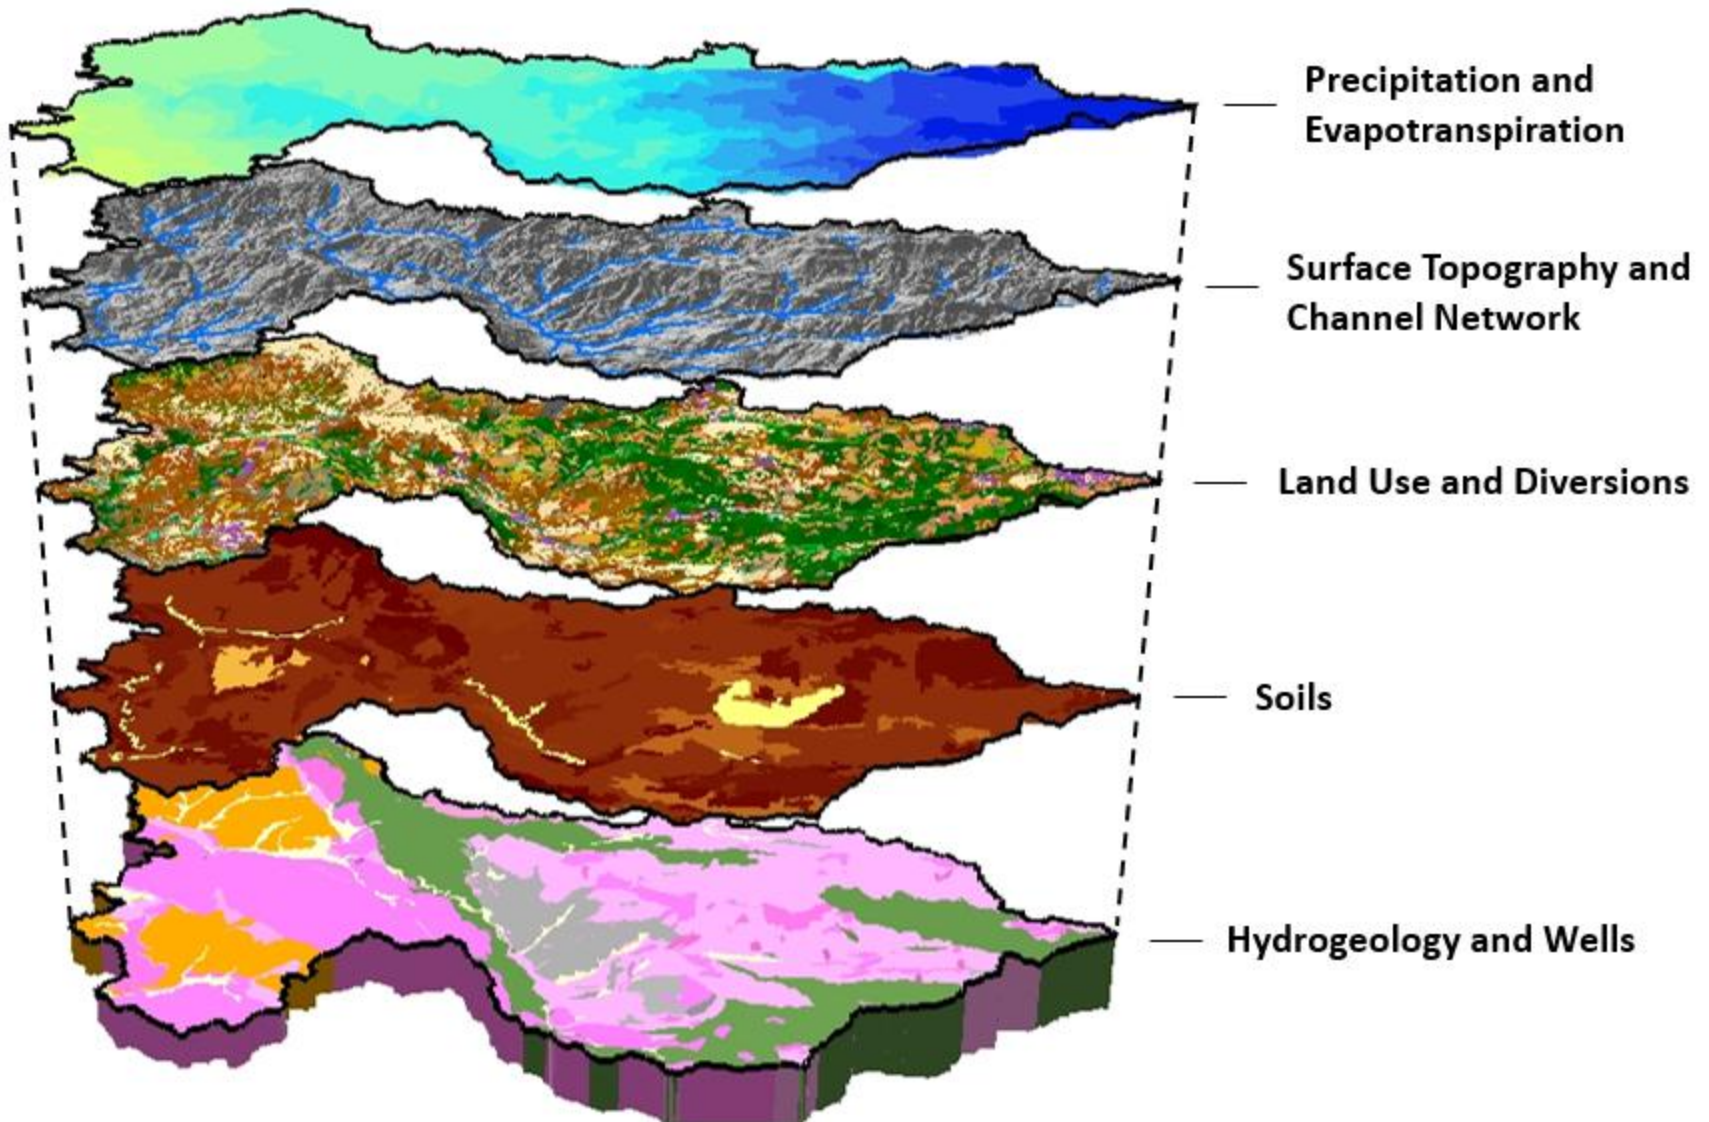 Precipitation and
Evapotranspiration
Surface Topography and
Channel Network
Land Use and Diversions
Soils
Hydrogeology and Wells